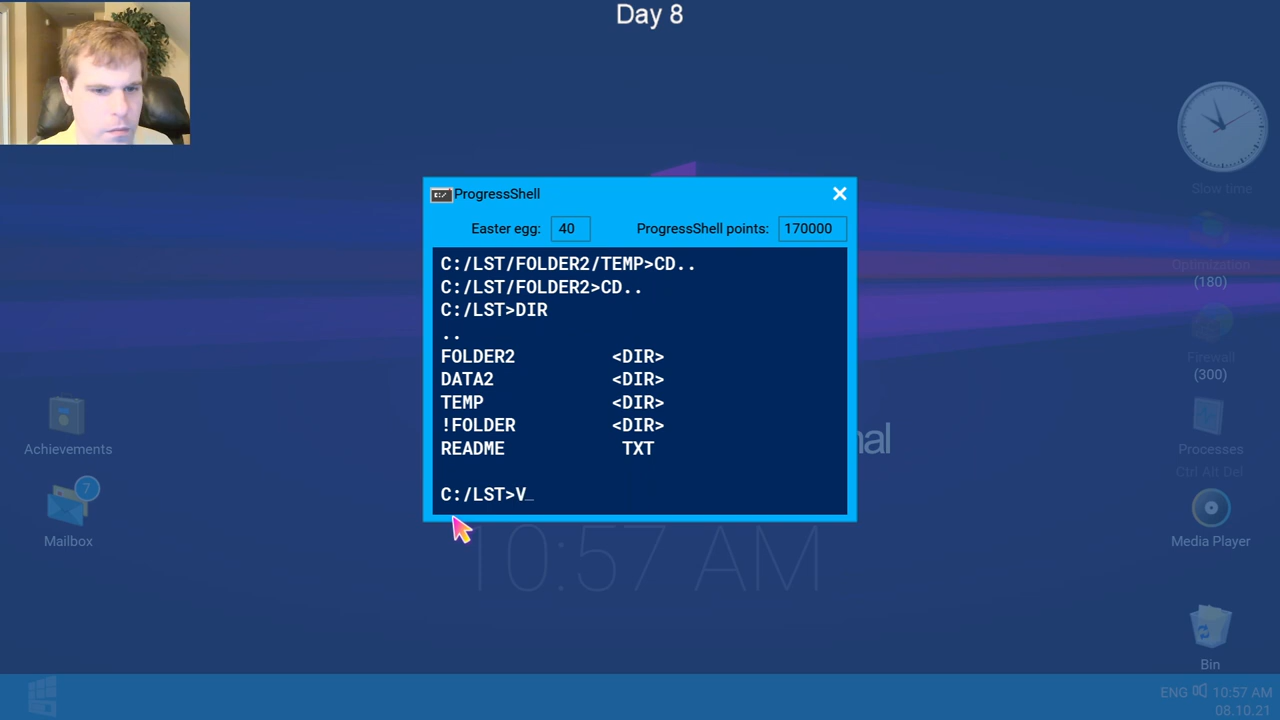 Day 8
ProgressShell
Easter egg: 40 ProgressShell points: 170000
C:/LST/FOLDER2/TEMP>CD..
C:/LST/FOLDER2>CD..
C:/LST>DIR
..
FOLDER2 <DIR>
DATA2 <DIR>
TEMP <DIR>
!FOLDER <DIR>
README TXT
C:/LST>V_
Slow time
Optimization
(180)
Firewall
(300)
Processes
Ctrl Alt Del
Media Player
Bin
Achievements
7
Mailbox
nal
10:57 AM
ENG 10:57 AM
08.10.21